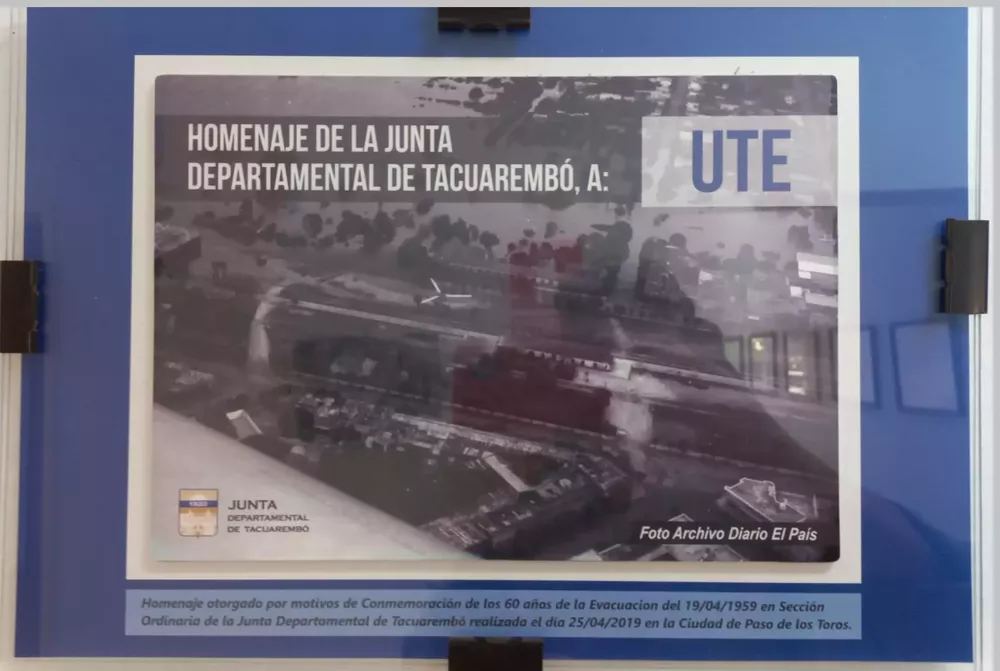 HOMENAJE DE LA JUNTA
DEPARTAMENTAL DE TACUAREMBÓ, A:
UTE
JUNTA
DEPARTAMENTAL
DE TACUAREMBÓ
Foto Archivo Diario El País
Homenaje otorgado por motivos de Conmemoración de los 60 años de la Evacuacion del 19/04/1959 en Sección
Ordinaria de la Junta Departamental de Tacuarembó realizada el día 25/04/2019 en la Ciudad de Paso de los Toros.